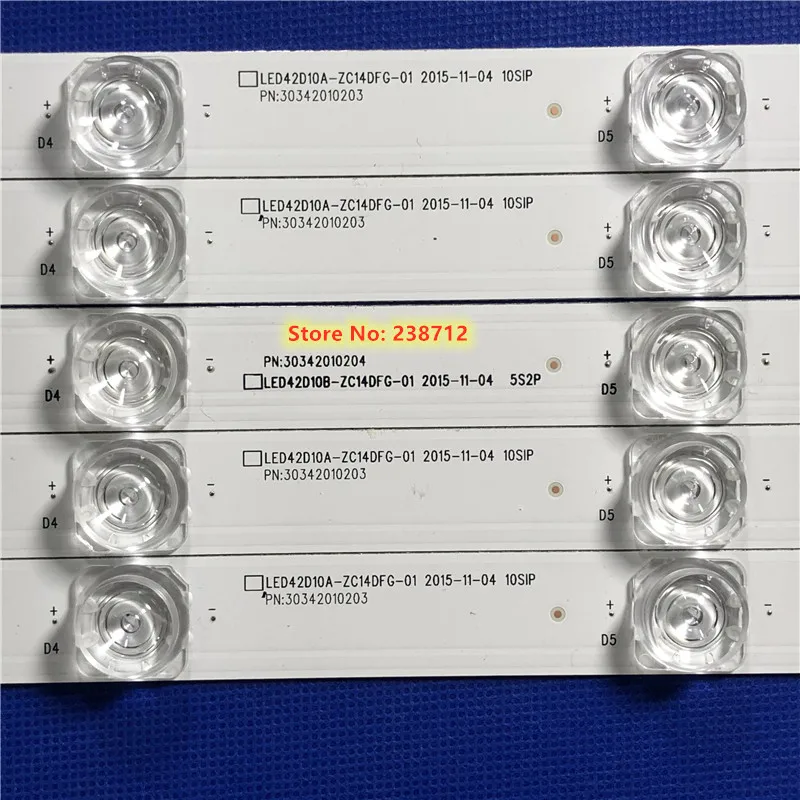 LED42D10A-ZC14DFG-01 2015-11-04 10SIP
PN:30342010203
+ -
D4 D5
LED42D10A-ZC14DFG-01 2015-11-04 10SIP
PN:30342010203
+ -
D4 D5
Store No: 238712
PN:30342010204
LED42D10B-ZC14DFG-01 2015-11-04 5S2P
+ -
D4 D5
LED42D10A-ZC14DFG-01 2015-11-04 10SIP
PN:30342010203
+ -
D4 D5
LED42D10A-ZC14DFG-01 2015-11-04 10SIP
PN:30342010203
+ -
D4 D5